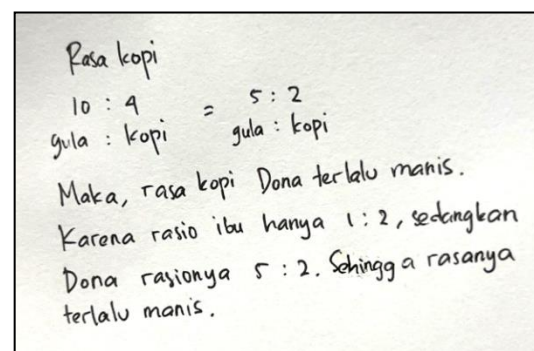 Rasa kopi
10 : 4 = 5 : 2
gula : kopi gula : kopi
Maka, rasa kopi Dona terlalu manis.
Karena rasio ibu hanya 1 : 2, sedangkan
Dona rasionya 5 : 2. Sehingga rasanya
terlalu manis.